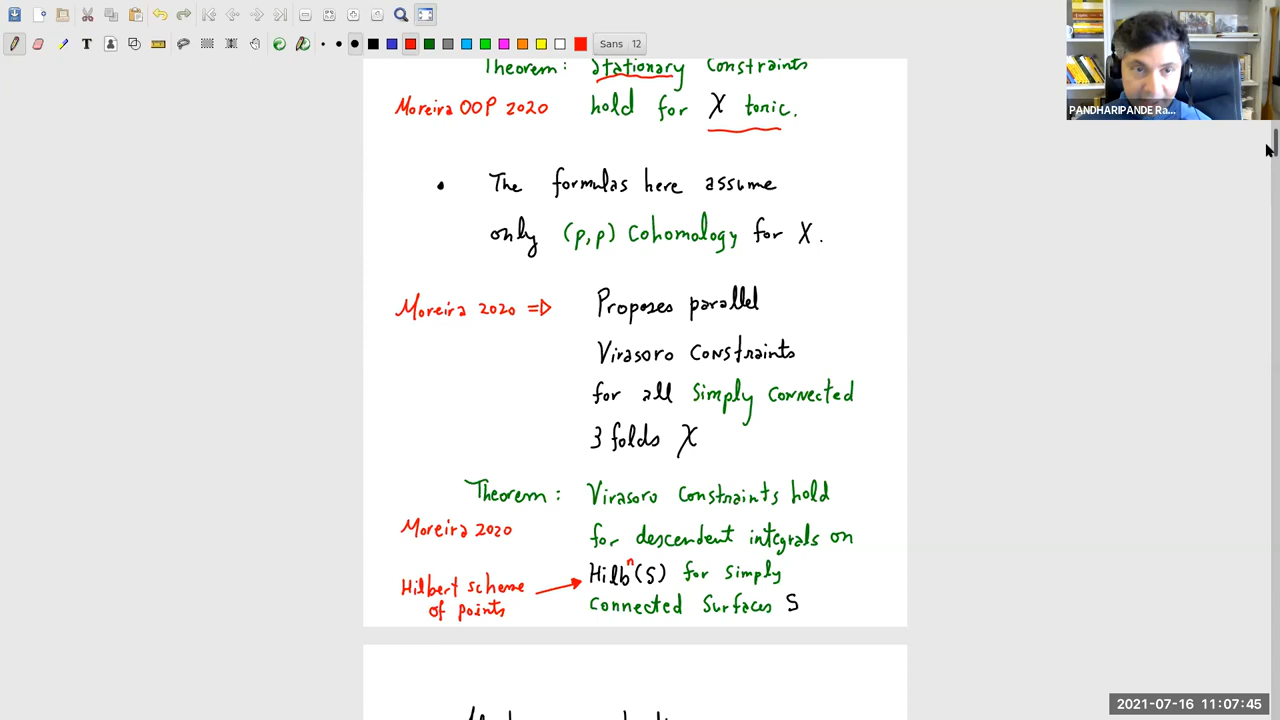 Sans 12
PANDHARIPANDE Ra...
Theorem: Stationary Constraints
Moreira OOP 2020 hold for X toric.
• The formulas here assume
only (p,p) Cohomology for X.
Moreira 2020 ⇒ Proposes parallel
Virasoro Constraints
for all Simply Connected
3 folds X
Theorem: Virasoro Constraints hold
Moreira 2020 for descendent integrals on
Hilbert scheme of points → Hilbⁿ(S) for Simply
Connected Surfaces S
2021-07-16 11:07:45